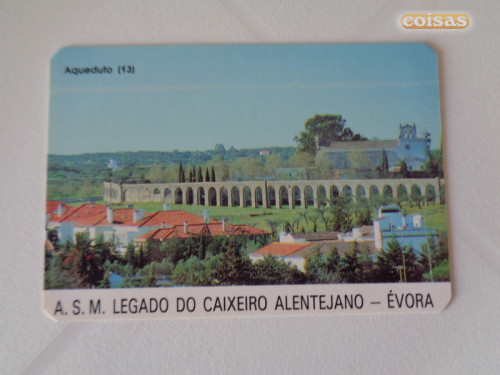 coisas
Aqueduto (13)
A. S. M. LEGADO DO CAIXEIRO ALENTEJANO – ÉVORA